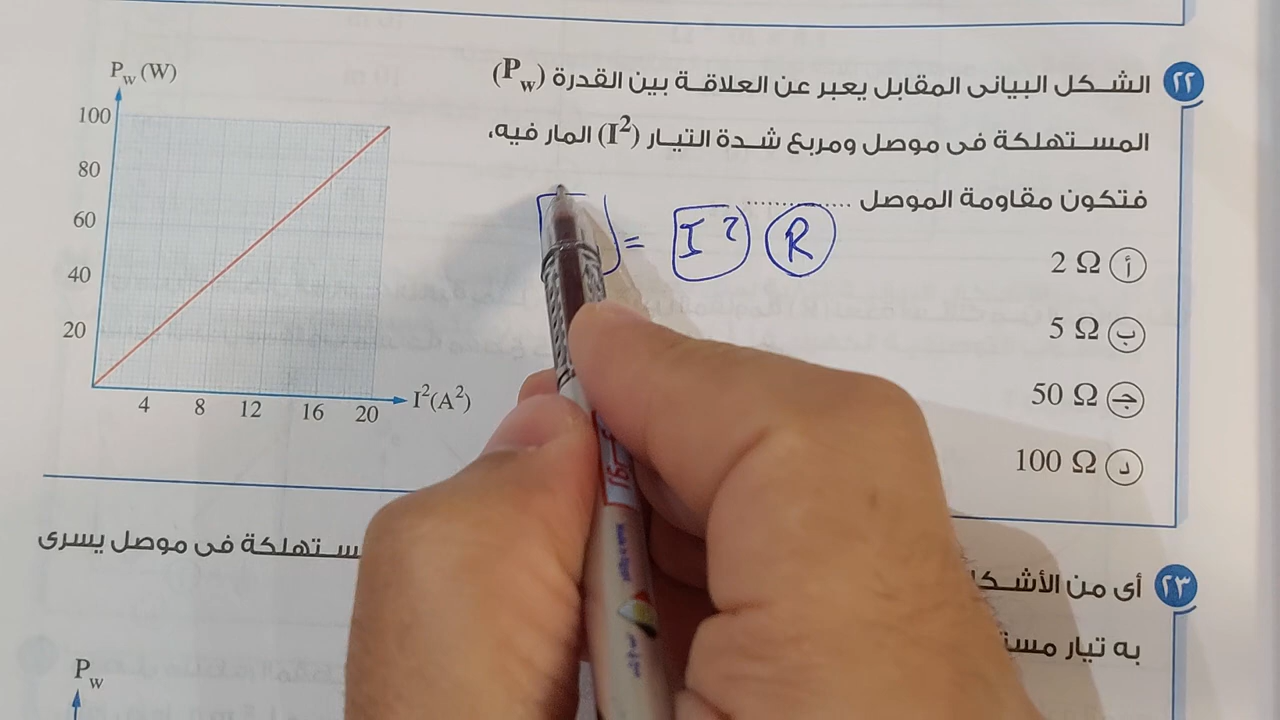 ٢٢ الشكل البيانى المقابل يعبر عن العلاقة بين القدرة (Pw)
المستهلكة فى موصل ومربع شدة التيار (I²) المار فيه،
فتكون مقاومة الموصل ............
= I² R
أ 2 Ω
ب 5 Ω
ج 50 Ω
د 100 Ω
Pw (W)
100
80
60
40
20
4 8 12 16 20 I²(A²)
٢٣ أى من الأشكا
ستهلكة فى موصل يسرى
به تيار مست
Pw